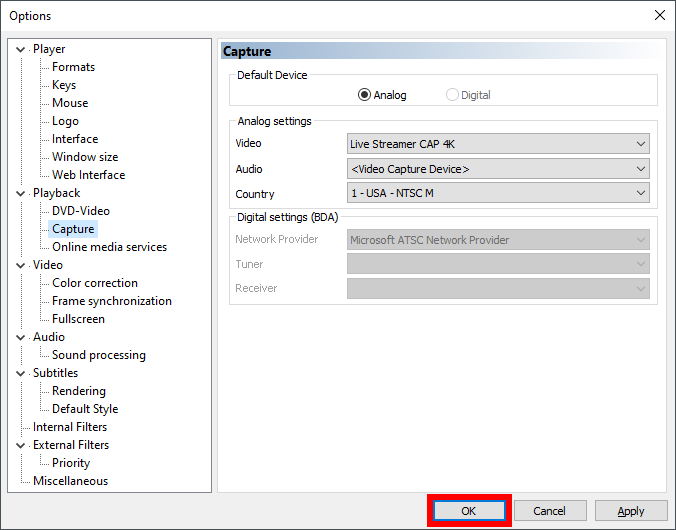 Options
Player
Formats
Keys
Mouse
Logo
Interface
Window size
Web Interface
Playback
DVD-Video
Capture
Online media services
Video
Color correction
Frame synchronization
Fullscreen
Audio
Sound processing
Subtitles
Rendering
Default Style
Internal Filters
External Filters
Priority
Miscellaneous
Capture
Default Device
Analog Digital
Analog settings
Video Live Streamer CAP 4K
Audio <Video Capture Device>
Country 1 - USA - NTSC M
Digital settings (BDA)
Network Provider Microsoft ATSC Network Provider
Tuner
Receiver
OK Cancel Apply